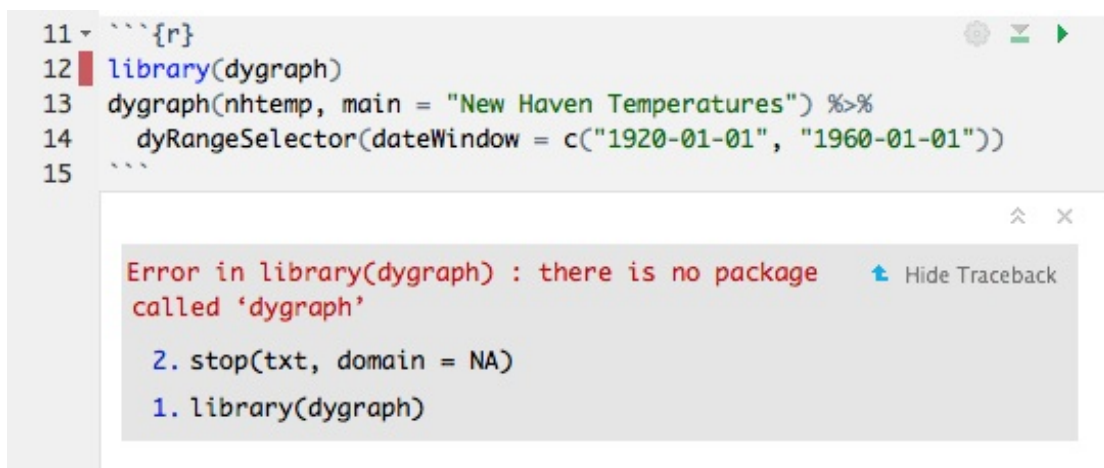 11 ```{r}
12 library(dygraph)
13 dygraph(nhtemp, main = "New Haven Temperatures") %>%
14   dyRangeSelector(dateWindow = c("1920-01-01", "1960-01-01"))
15 ```
Error in library(dygraph) : there is no package Hide Traceback
called ‘dygraph’
2. stop(txt, domain = NA)
1. library(dygraph)